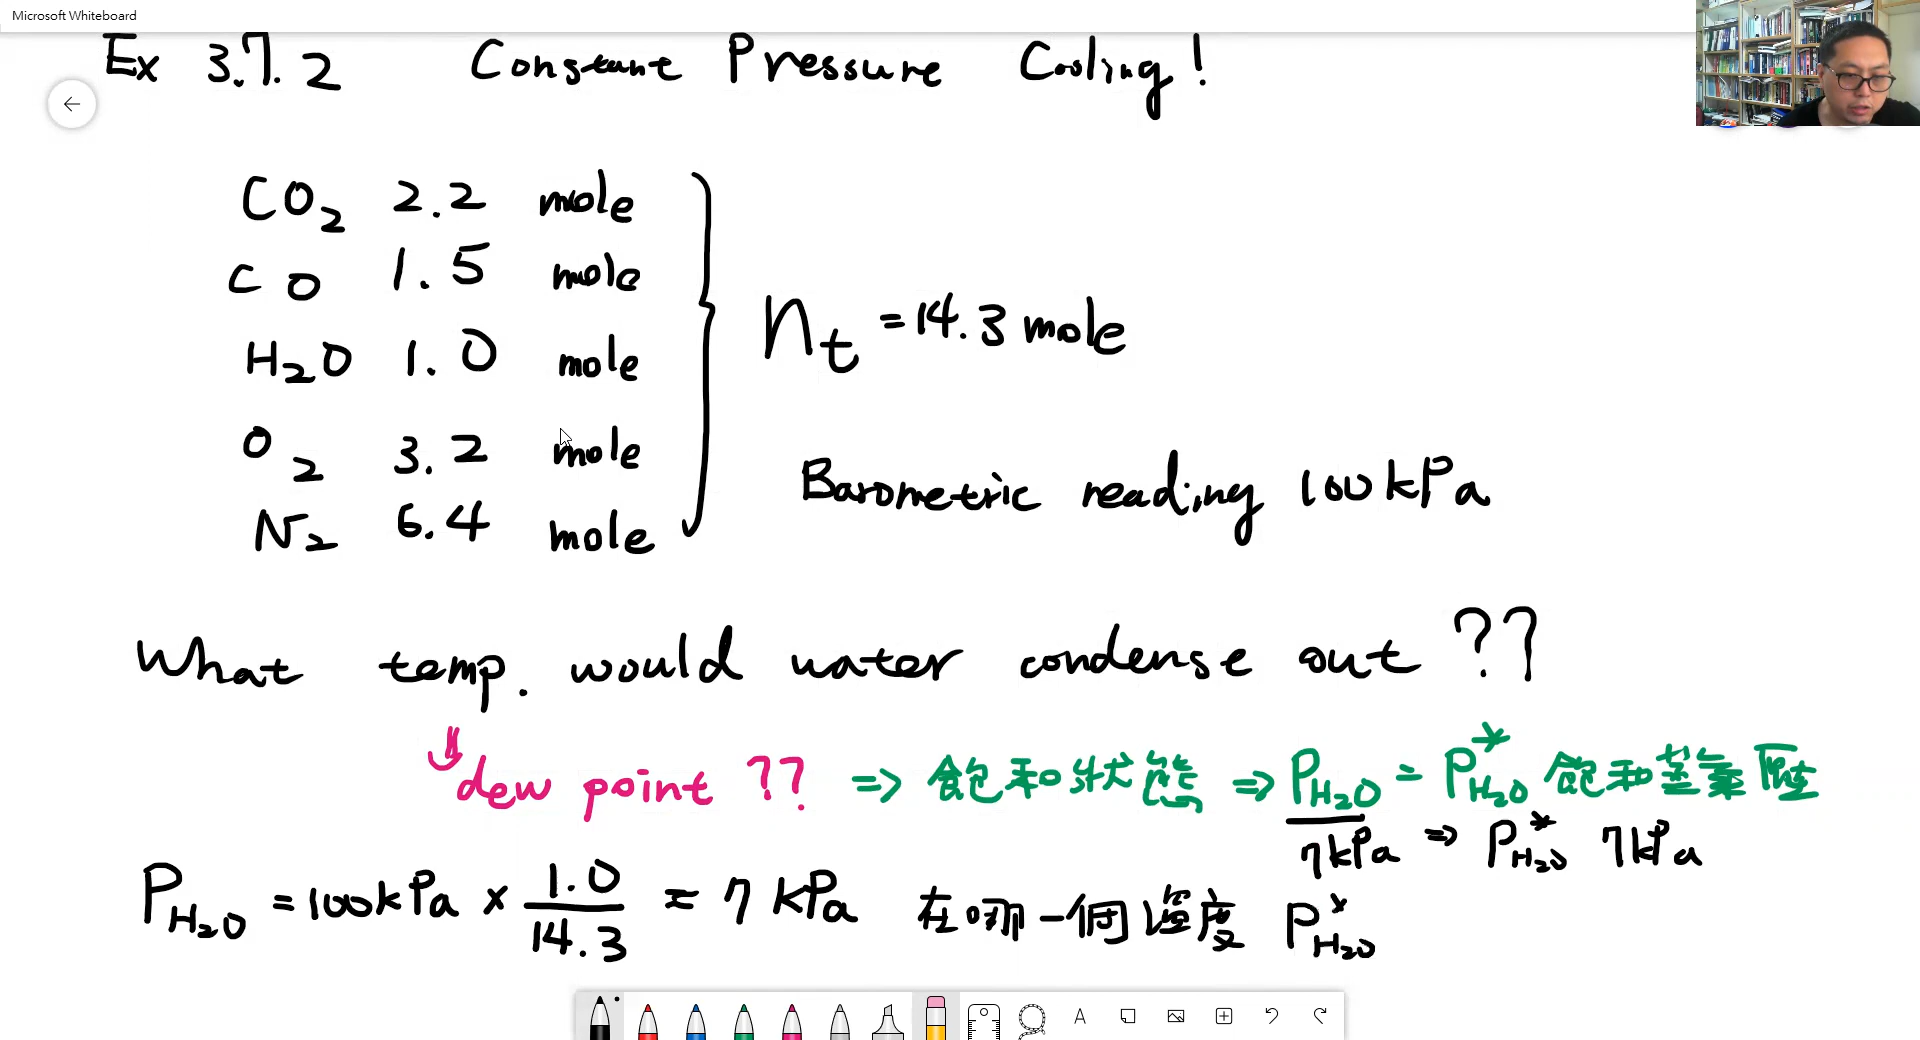 Microsoft Whiteboard
Ex 3.7.2 Constant Pressure Cooling!
CO2 2.2 mole
CO 1.5 mole
H2O 1.0 mole
nt = 14.3 mole
O2 3.2 mole
Barometric reading 100kPa
N2 6.4 mole
What temp. would water condense out ??
dew point ?? => 飽和狀態 => PH2O = P*H2O 飽和蒸氣壓
7kPa => P*H2O 7kPa
PH2O = 100kPa × 1.0/14.3 = 7 kPa 在哪一個溫度 P*H2O
A